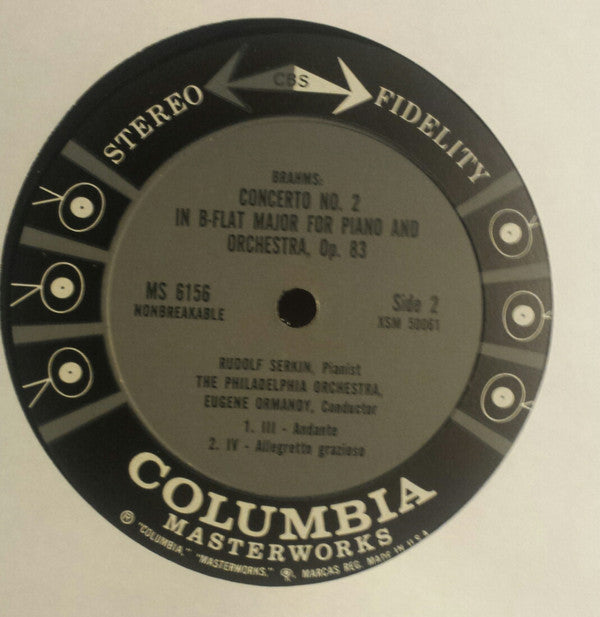 CBS
STEREO FIDELITY
BRAHMS:
CONCERTO NO. 2
IN B-FLAT MAJOR FOR PIANO AND
ORCHESTRA, Op. 83
MS 6156
NONBREAKABLE
Side 2
XSM 50061
RUDOLF SERKIN, Pianist
THE PHILADELPHIA ORCHESTRA,
EUGENE ORMANDY, Conductor
1. III - Andante
2. IV - Allegretto grazioso
COLUMBIA
MASTERWORKS
Ⓟ "COLUMBIA," "MASTERWORKS," MARCAS REG. MADE IN U.S.A.